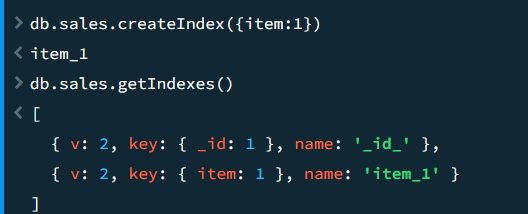 > db.sales.createIndex({item:1})
< item_1
> db.sales.getIndexes()
< [
{ v: 2, key: { _id: 1 }, name: '_id_' },
{ v: 2, key: { item: 1 }, name: 'item_1' }
]